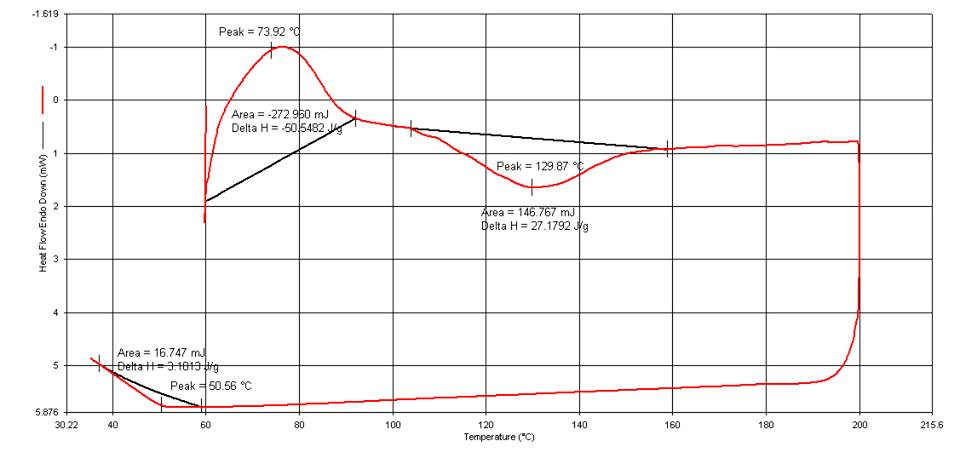 -1.619
Peak = 73.92 °C
-1
0
Area = -272.960 mJ
Delta H = -50.5482 J/g
1
Peak = 129.87 °C
2
Area = 146.767 mJ
Delta H = 27.1792 J/g
Heat Flow Endo Down (mW)
3
4
Area = 16.747 mJ
Delta H = 3.1013 J/g
5
Peak = 50.56 °C
5.876
30.22 40 60 80 100 120 140 160 180 200 215.6
Temperature (°C)